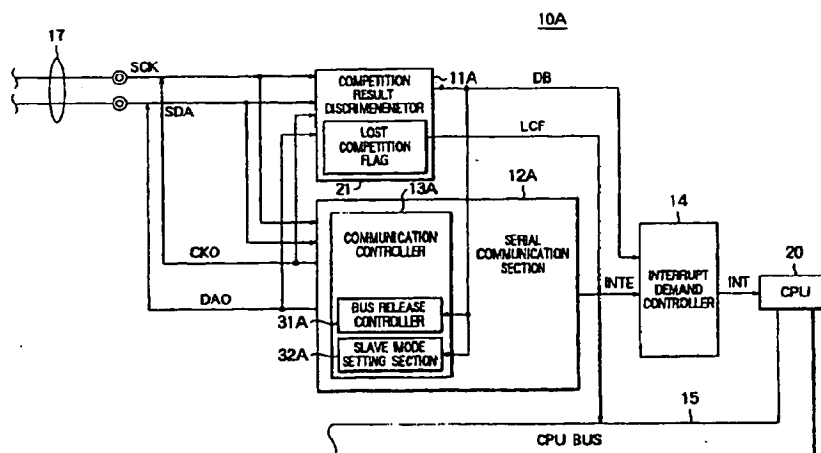 10A
17
SCK
SDA
COMPETITION
RESULT
DISCRIMENENETOR
11A
DB
LOST
COMPETITION
FLAG
LCF
21
13A
12A
14
COMMUNICATION
CONTROLLER
SERIAL
COMMUNICATION
SECTION
CKO
DAO
INTE
INTERRUPT
DEMAND
CONTROLLER
INT
20
CPU
31A
BUS RELEASE
CONTROLLER
32A
SLAVE MODE
SETTING SECTION
15
CPU BUS